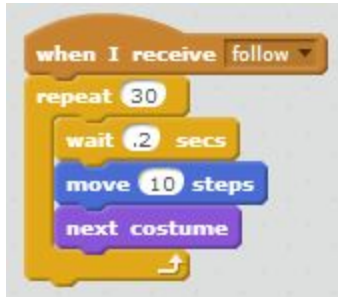 when I receive follow
repeat 30
wait .2 secs
move 10 steps
next costume